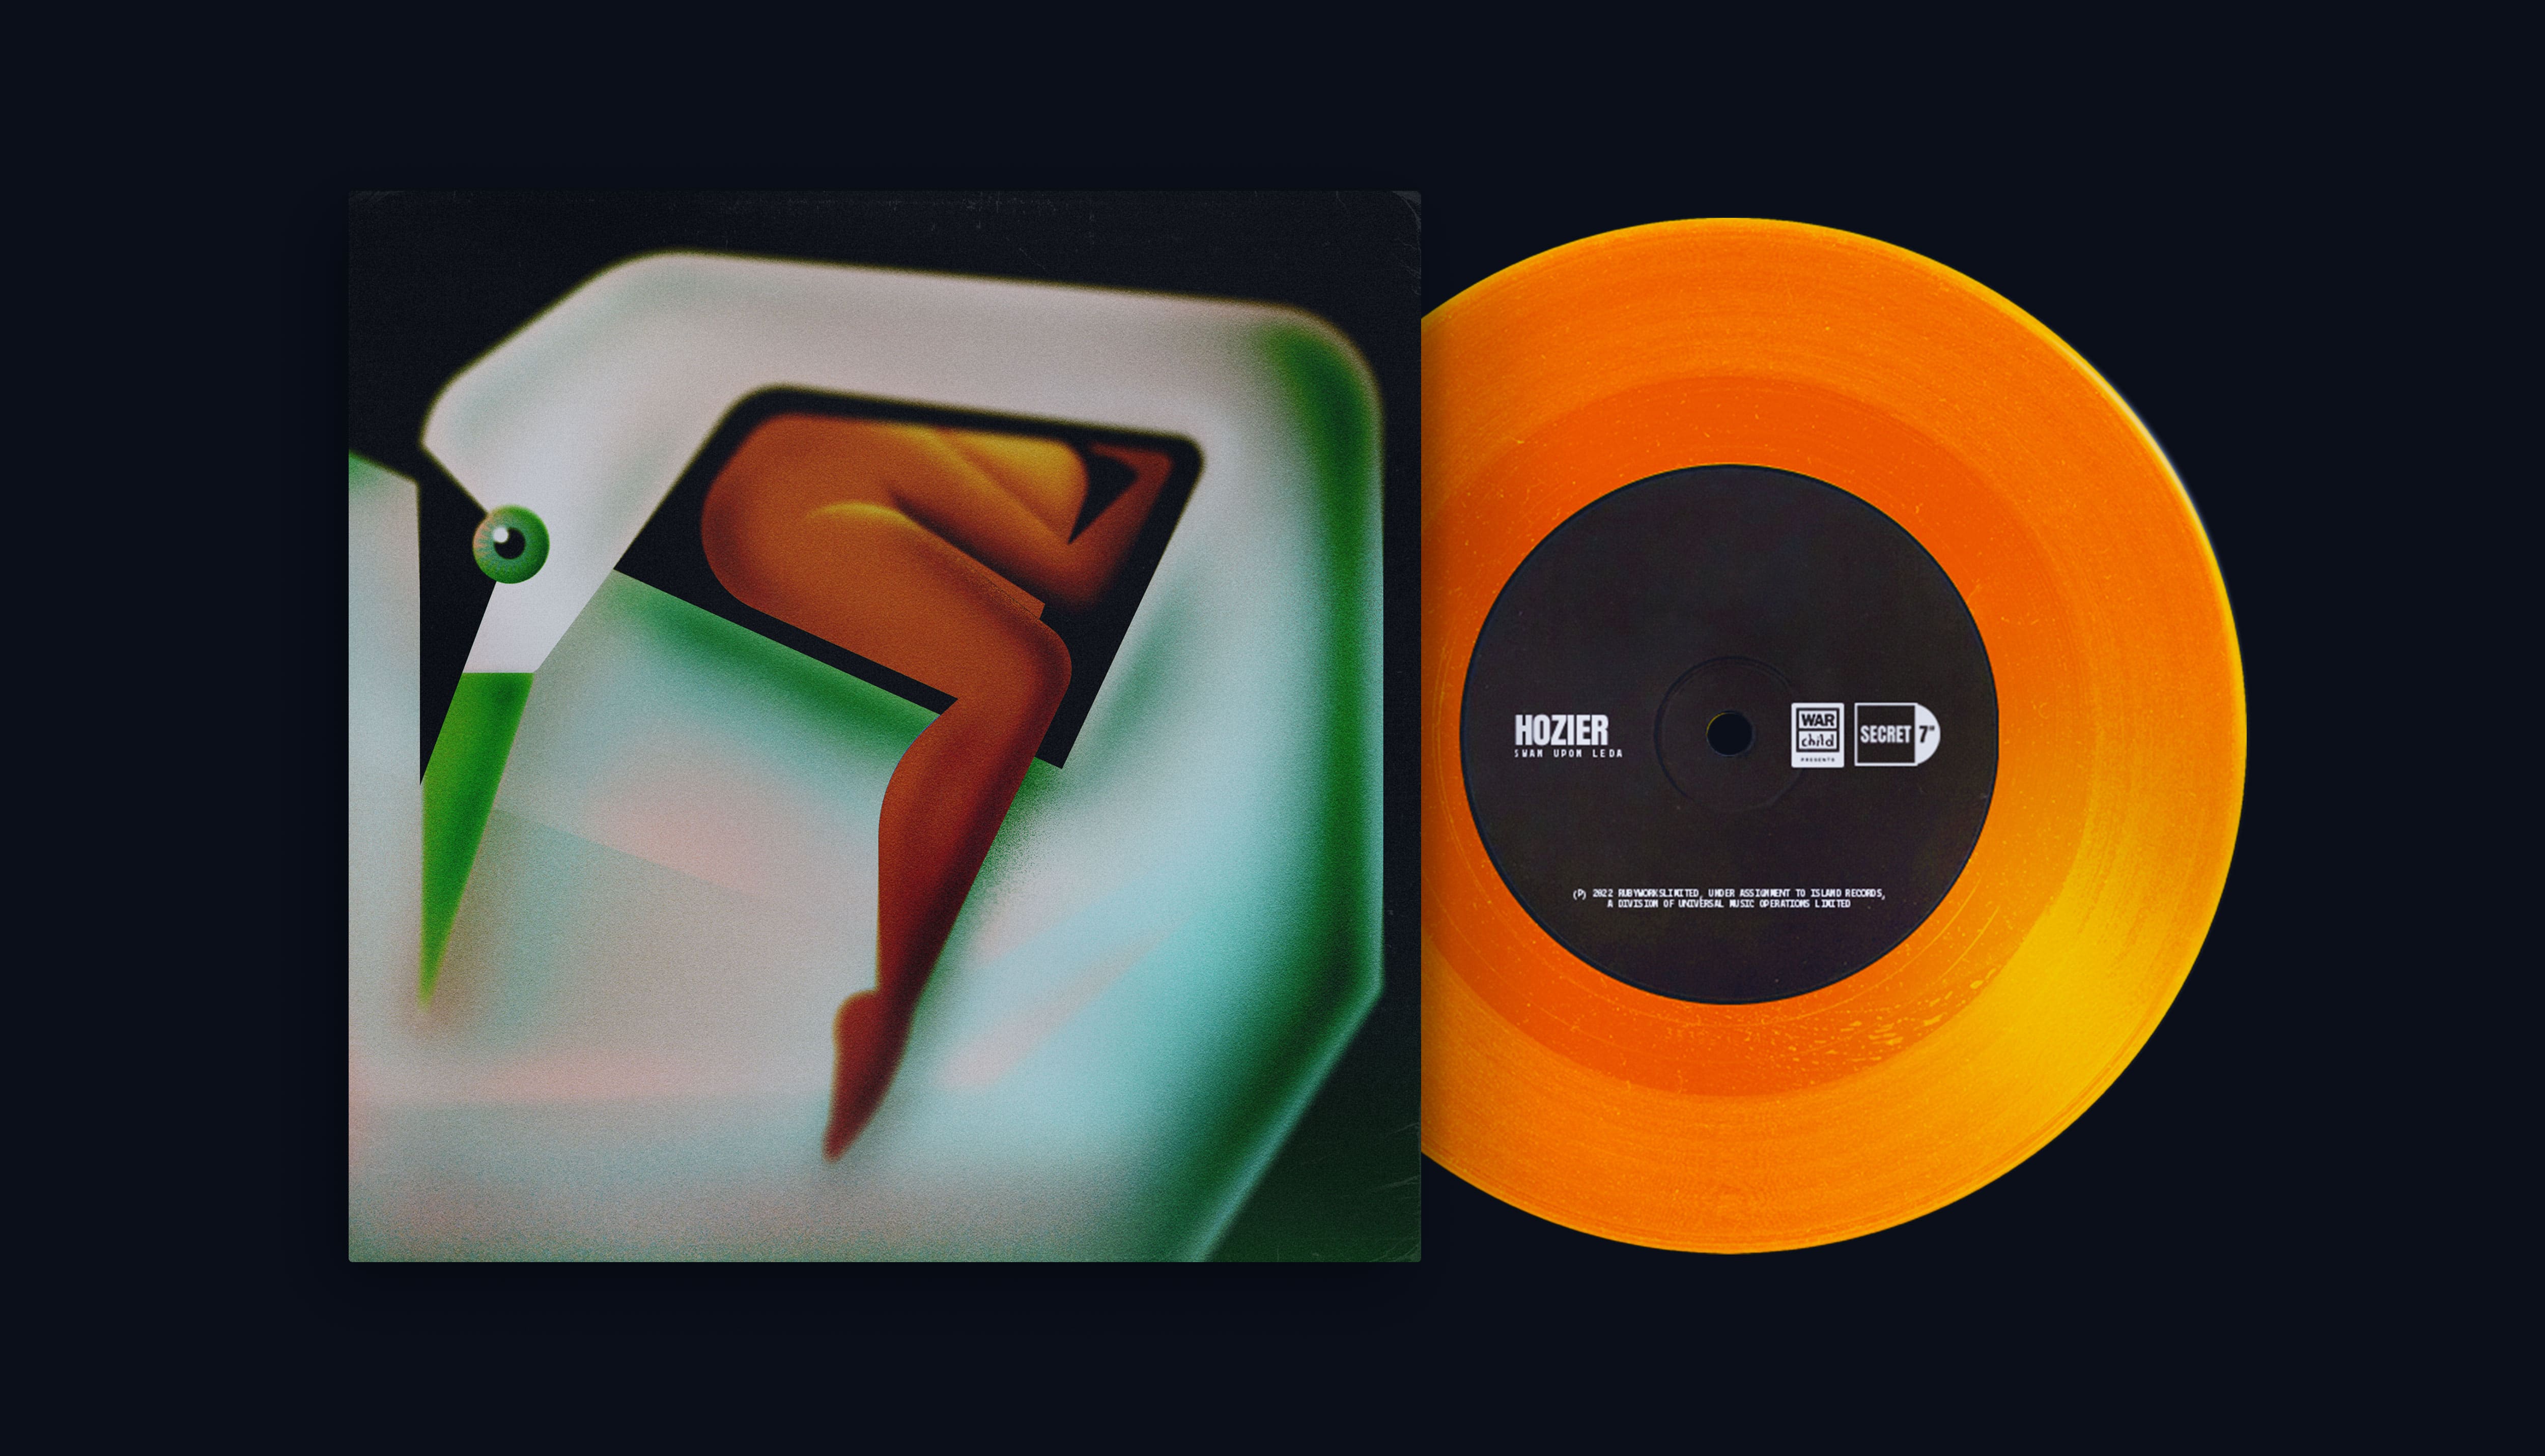 HOZIER
SWAN UPON LEDA
WAR
child
PRESENTS
SECRET 7"
(P) 2022 RUBYWORKSLIMITED, UNDER ASSIGNMENT TO ISLAND RECORDS,
A DIVISION OF UNIVERSAL MUSIC OPERATIONS LIMITED